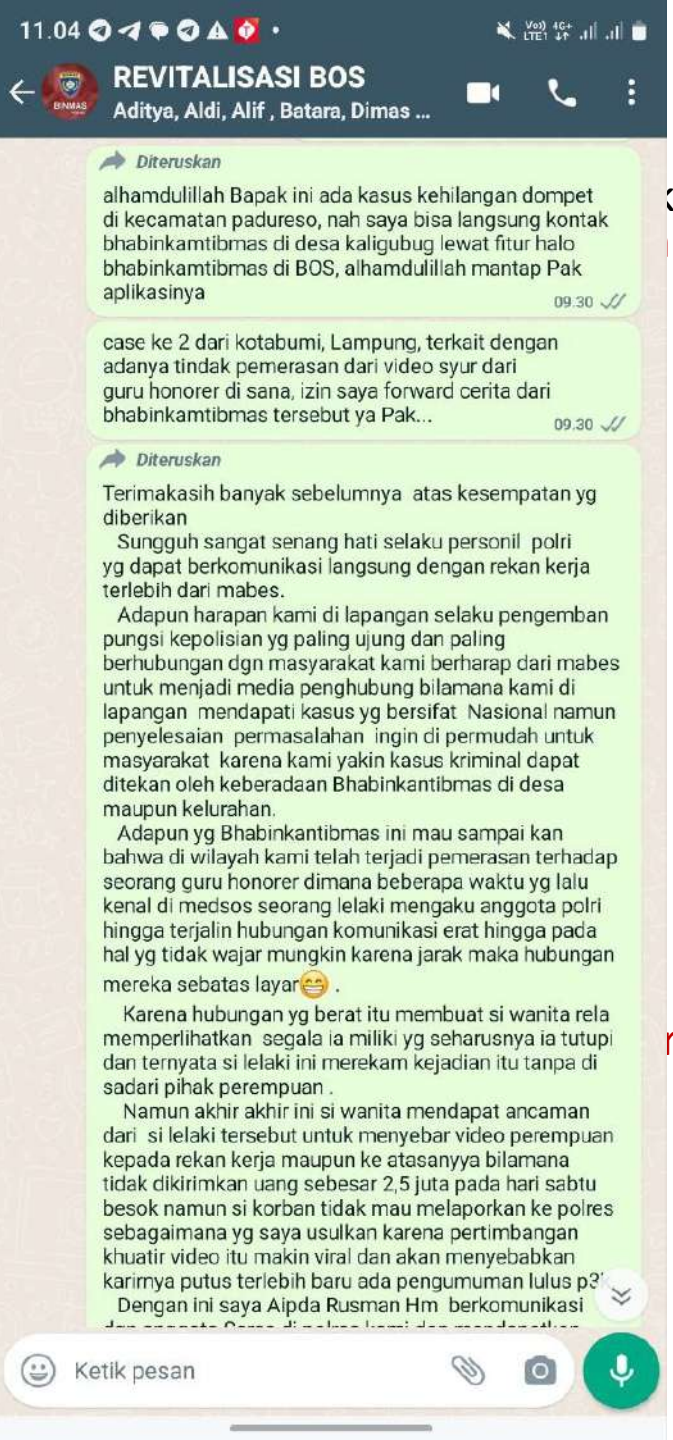 11.04
Vo))
LTE1
4G+
BINMAS
REVITALISASI BOS
Aditya, Aldi, Alif , Batara, Dimas ...
Diteruskan
alhamdulillah Bapak ini ada kasus kehilangan dompet
di kecamatan padureso, nah saya bisa langsung kontak
bhabinkamtibmas di desa kaligubug lewat fitur halo
bhabinkamtibmas di BOS, alhamdulillah mantap Pak
aplikasinya
09.30
case ke 2 dari kotabumi, Lampung, terkait dengan
adanya tindak pemerasan dari video syur dari
guru honorer di sana, izin saya forward cerita dari
bhabinkamtibmas tersebut ya Pak...
09.30
Diteruskan
Terimakasih banyak sebelumnya atas kesempatan yg
diberikan
Sungguh sangat senang hati selaku personil polri
yg dapat berkomunikasi langsung dengan rekan kerja
terlebih dari mabes.
Adapun harapan kami di lapangan selaku pengemban
pungsi kepolisian yg paling ujung dan paling
berhubungan dgn masyarakat kami berharap dari mabes
untuk menjadi media penghubung bilamana kami di
lapangan mendapati kasus yg bersifat Nasional namun
penyelesaian permasalahan ingin di permudah untuk
masyarakat karena kami yakin kasus kriminal dapat
ditekan oleh keberadaan Bhabinkantibmas di desa
maupun kelurahan.
Adapun yg Bhabinkantibmas ini mau sampai kan
bahwa di wilayah kami telah terjadi pemerasan terhadap
seorang guru honorer dimana beberapa waktu yg lalu
kenal di medsos seorang lelaki mengaku anggota polri
hingga terjalin hubungan komunikasi erat hingga pada
hal yg tidak wajar mungkin karena jarak maka hubungan
mereka sebatas layar😁 .
Karena hubungan yg berat itu membuat si wanita rela
memperlihatkan segala ia miliki yg seharusnya ia tutupi
dan ternyata si lelaki ini merekam kejadian itu tanpa di
sadari pihak perempuan .
Namun akhir akhir ini si wanita mendapat ancaman
dari si lelaki tersebut untuk menyebar video perempuan
kepada rekan kerja maupun ke atasanyya bilamana
tidak dikirimkan uang sebesar 2,5 juta pada hari sabtu
besok namun si korban tidak mau melaporkan ke polres
sebagaimana yg saya usulkan karena pertimbangan
khuatir video itu makin viral dan akan menyebabkan
karirnya putus terlebih baru ada pengumuman lulus
Dengan ini saya Aipda Rusman Hm berkomunikasi
Ketik pesan